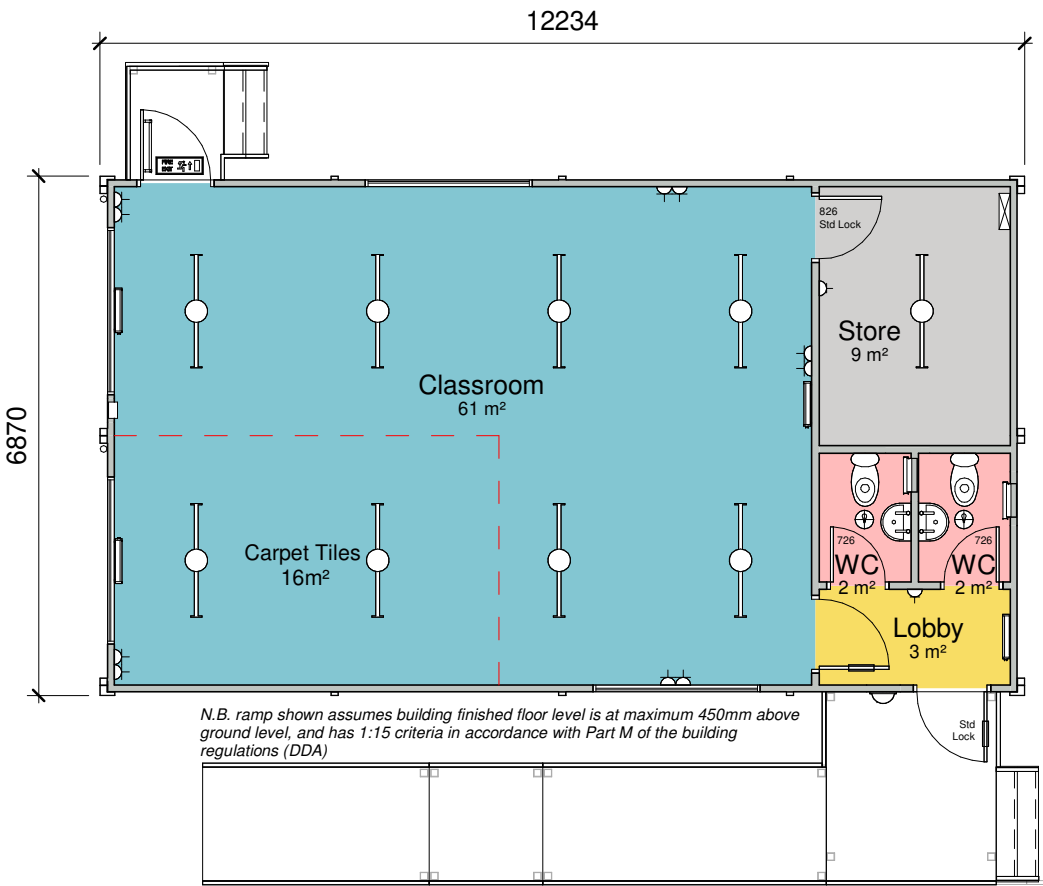 12234
6870
FIRE
EXIT
826
Std Lock
Store
9 m²
Classroom
61 m²
Carpet Tiles
16m²
726
WC
2 m²
726
WC
2 m²
Lobby
3 m²
N.B. ramp shown assumes building finished floor level is at maximum 450mm above
ground level, and has 1:15 criteria in accordance with Part M of the building
regulations (DDA)
Std
Lock